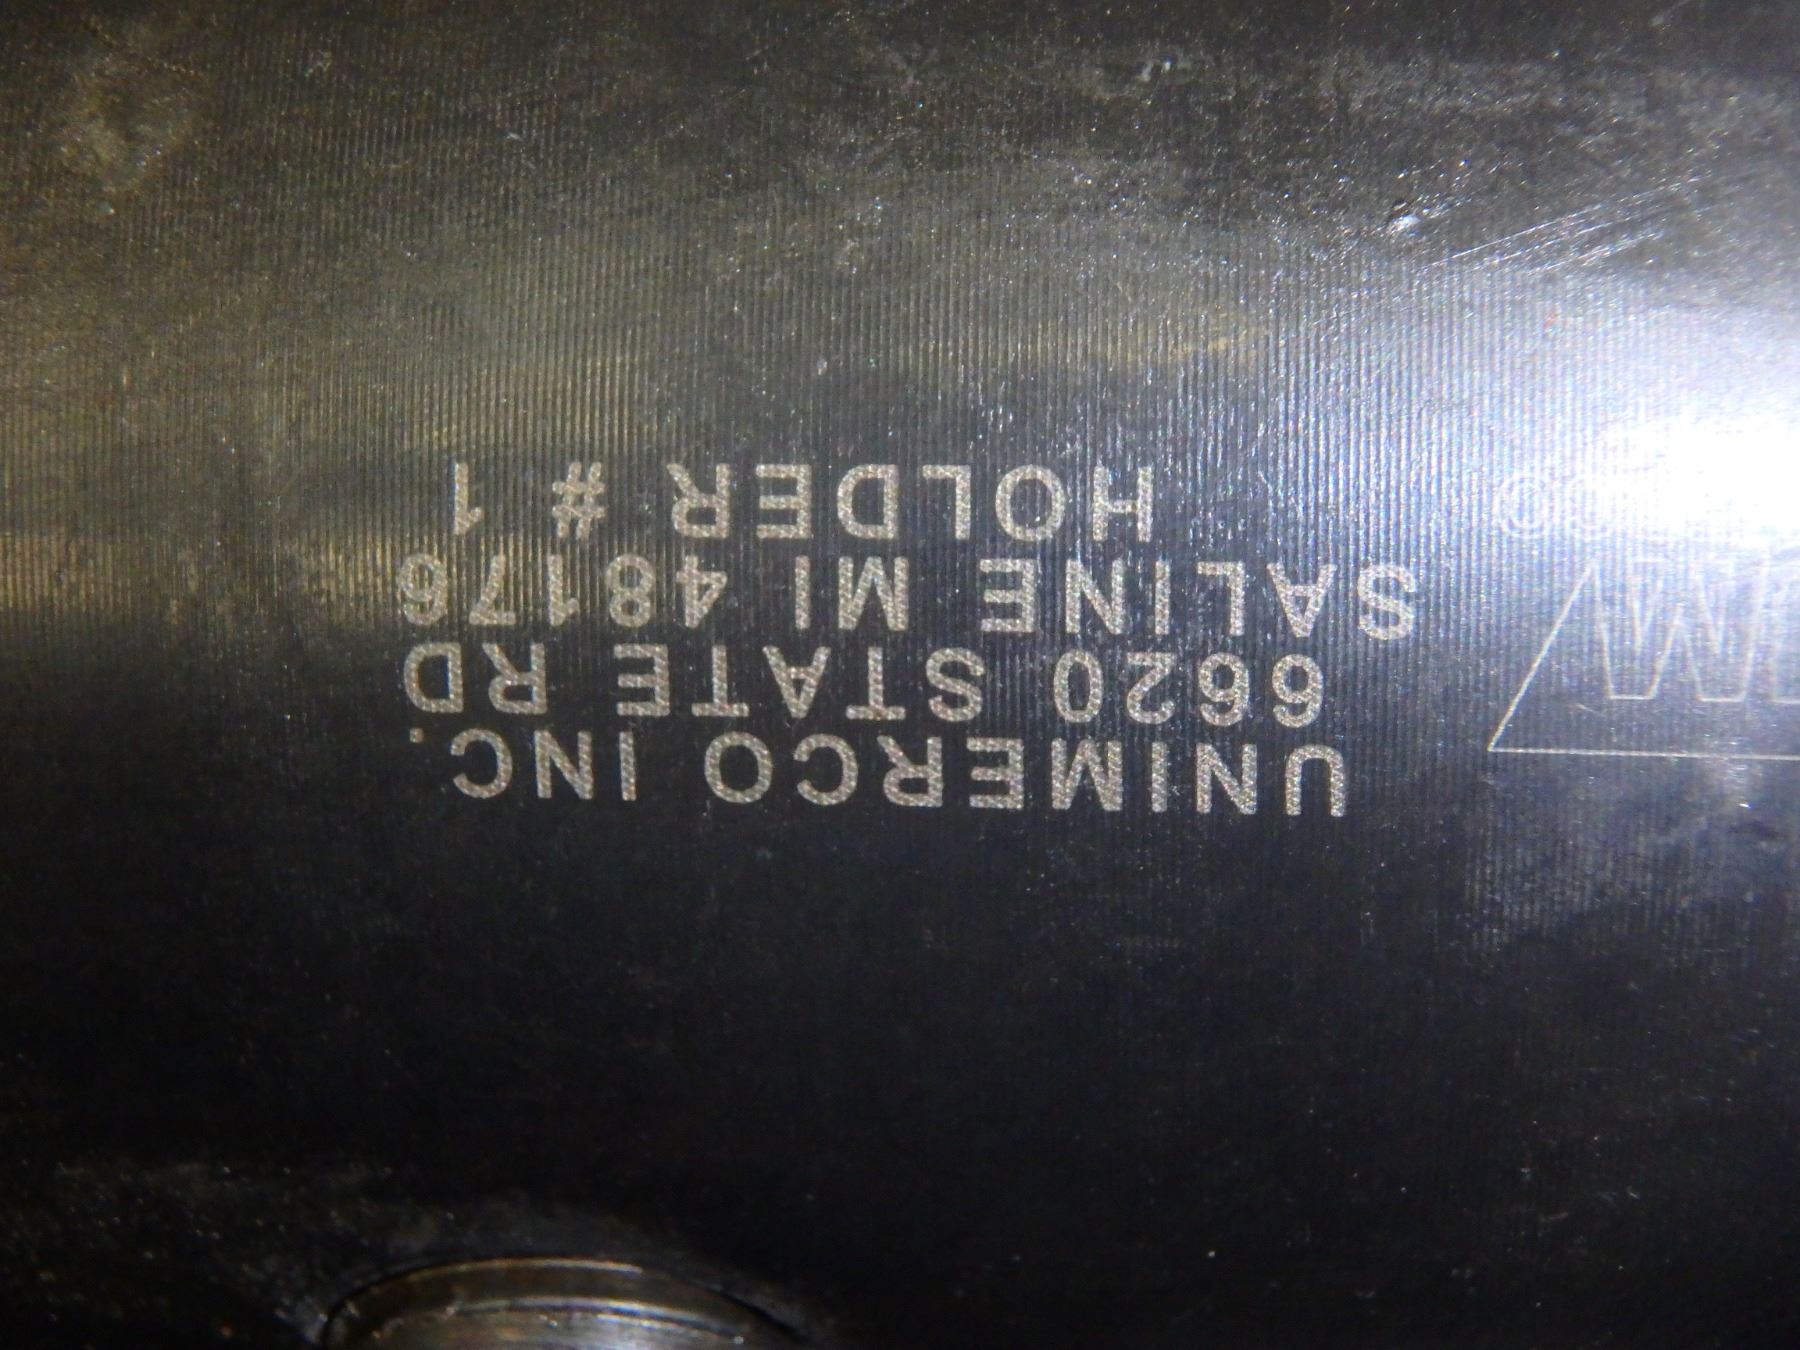 UNIMERCO INC.
6620 STATE RD
SALINE MI 48176
HOLDER # 1